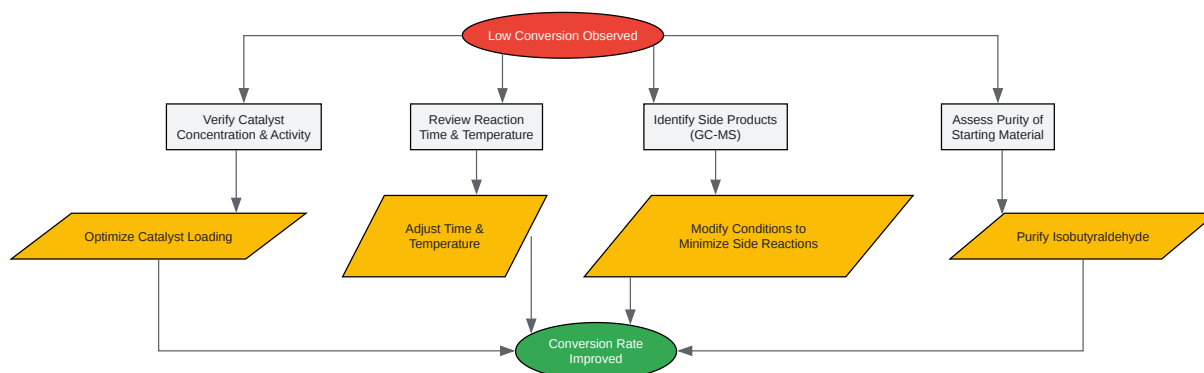 Low Conversion Observed
Verify Catalyst
Concentration & Activity
Review Reaction
Time & Temperature
Identify Side Products
(GC-MS)
Assess Purity of
Starting Material
Optimize Catalyst Loading
Adjust Time &
Temperature
Modify Conditions to
Minimize Side Reactions
Purify Isobutyraldehyde
Conversion Rate
Improved